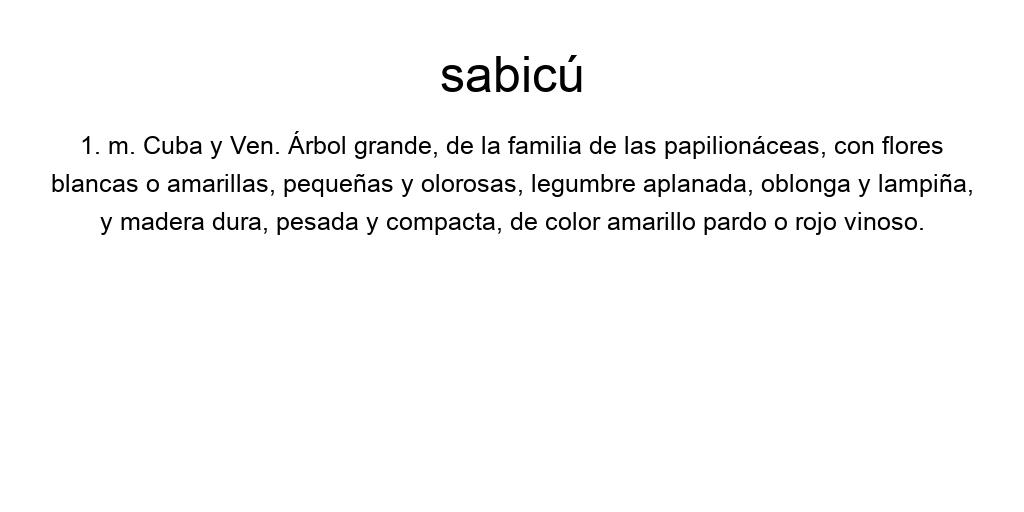 sabicú
1. m. Cuba y Ven. Árbol grande, de la familia de las papilionáceas, con flores
blancas o amarillas, pequeñas y olorosas, legumbre aplanada, oblonga y lampiña,
y madera dura, pesada y compacta, de color amarillo pardo o rojo vinoso.